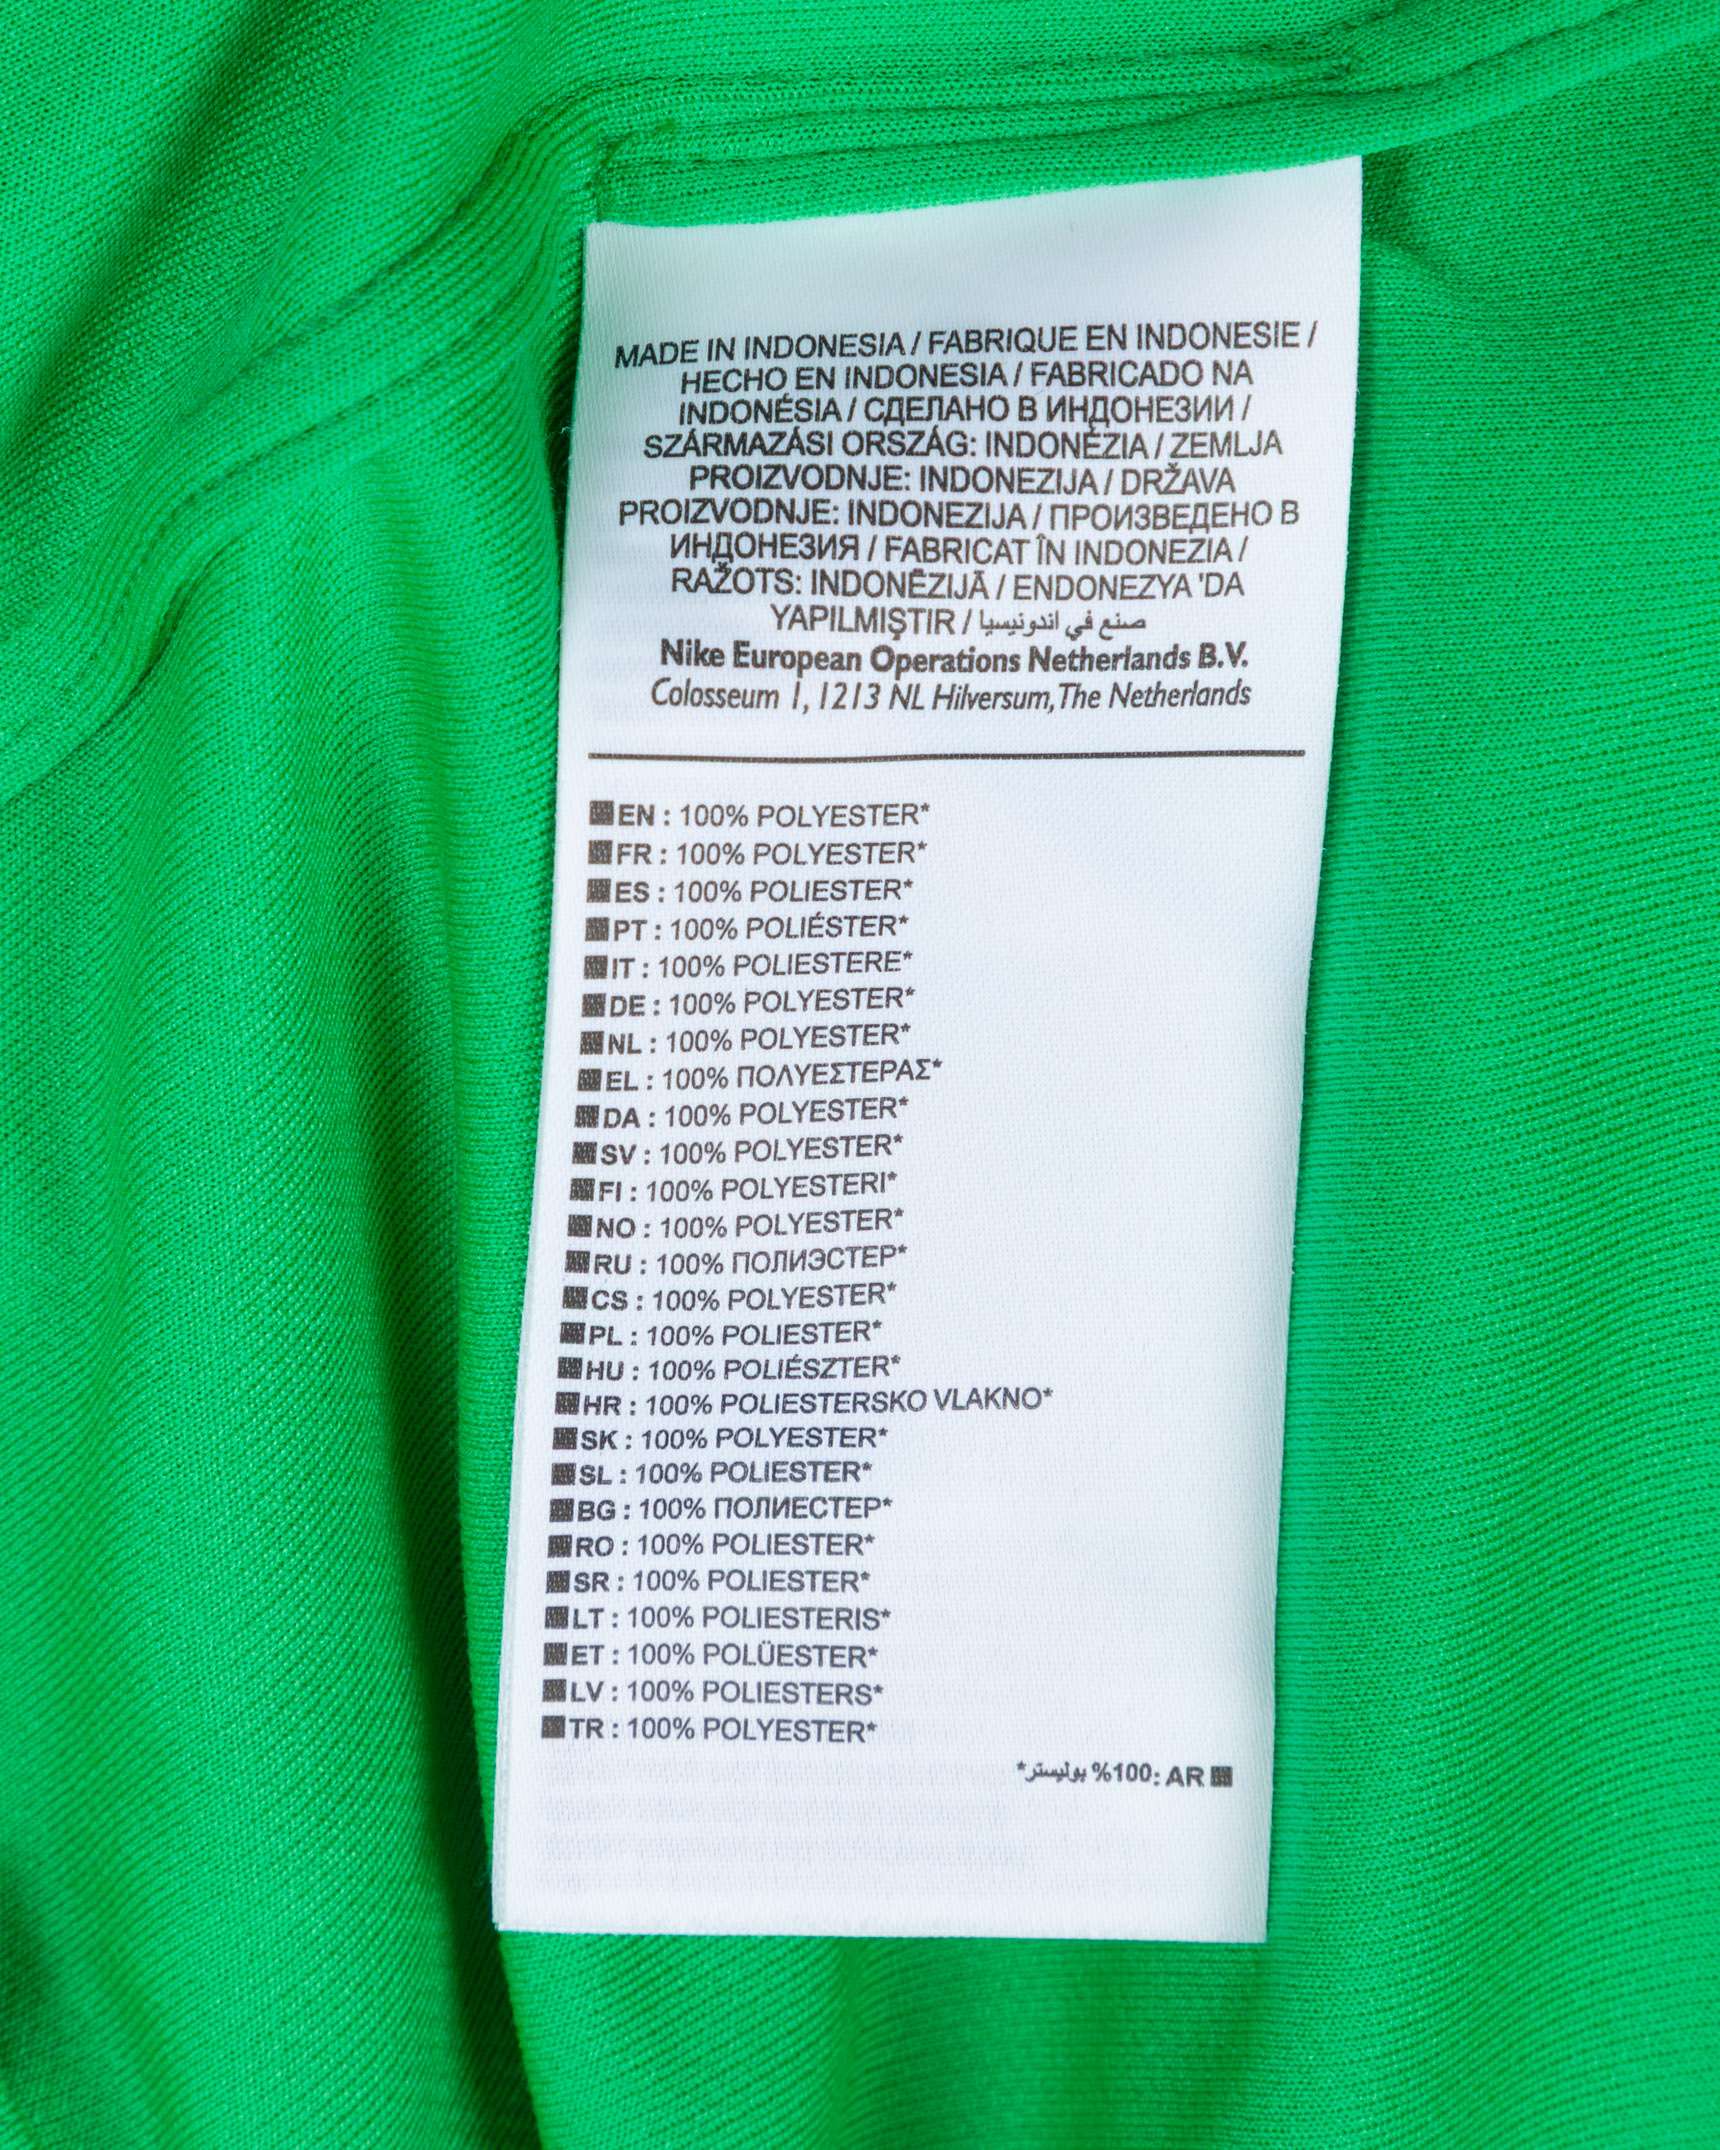 MADE IN INDONESIA / FABRIQUE EN INDONESIE /
HECHO EN INDONESIA / FABRICADO NA
INDONÉSIA / СДЕЛАНО В ИНДОНЕЗИИ /
SZÁRMAZÁSI ORSZÁG: INDONÉZIA / ZEMLJA
PROIZVODNJE: INDONEZIJA / DRŽAVA
PROIZVODNJE: INDONEZIJA / ПРОИЗВЕДЕНО В
ИНДОНЕЗИЯ / FABRICAT ÎN INDONEZIA /
RAŽOTS: INDONĒZIJĀ / ENDONEZYA 'DA
YAPILMIŞTIR / صنع في اندونيسيا
Nike European Operations Netherlands B.V.
Colosseum 1, 1213 NL Hilversum, The Netherlands
EN : 100% POLYESTER*
FR : 100% POLYESTER*
ES : 100% POLIESTER*
PT : 100% POLIÉSTER*
IT : 100% POLIESTERE*
DE : 100% POLYESTER*
NL : 100% POLYESTER*
EL : 100% ΠΟΛΥΕΣΤΕΡΑΣ*
DA : 100% POLYESTER*
SV : 100% POLYESTER*
FI : 100% POLYESTERI*
NO : 100% POLYESTER*
RU : 100% ПОЛИЭСТЕР*
CS : 100% POLYESTER*
PL : 100% POLIESTER*
HU : 100% POLIÉSZTER*
HR : 100% POLIESTERSKO VLAKNO*
SK : 100% POLYESTER*
SL : 100% POLIESTER*
BG : 100% ПОЛИЕСТЕР*
RO : 100% POLIESTER*
SR : 100% POLIESTER*
LT : 100% POLIESTERIS*
ET : 100% POLÜESTER*
LV : 100% POLIESTERS*
TR : 100% POLYESTER*
AR :100% بوليستر*